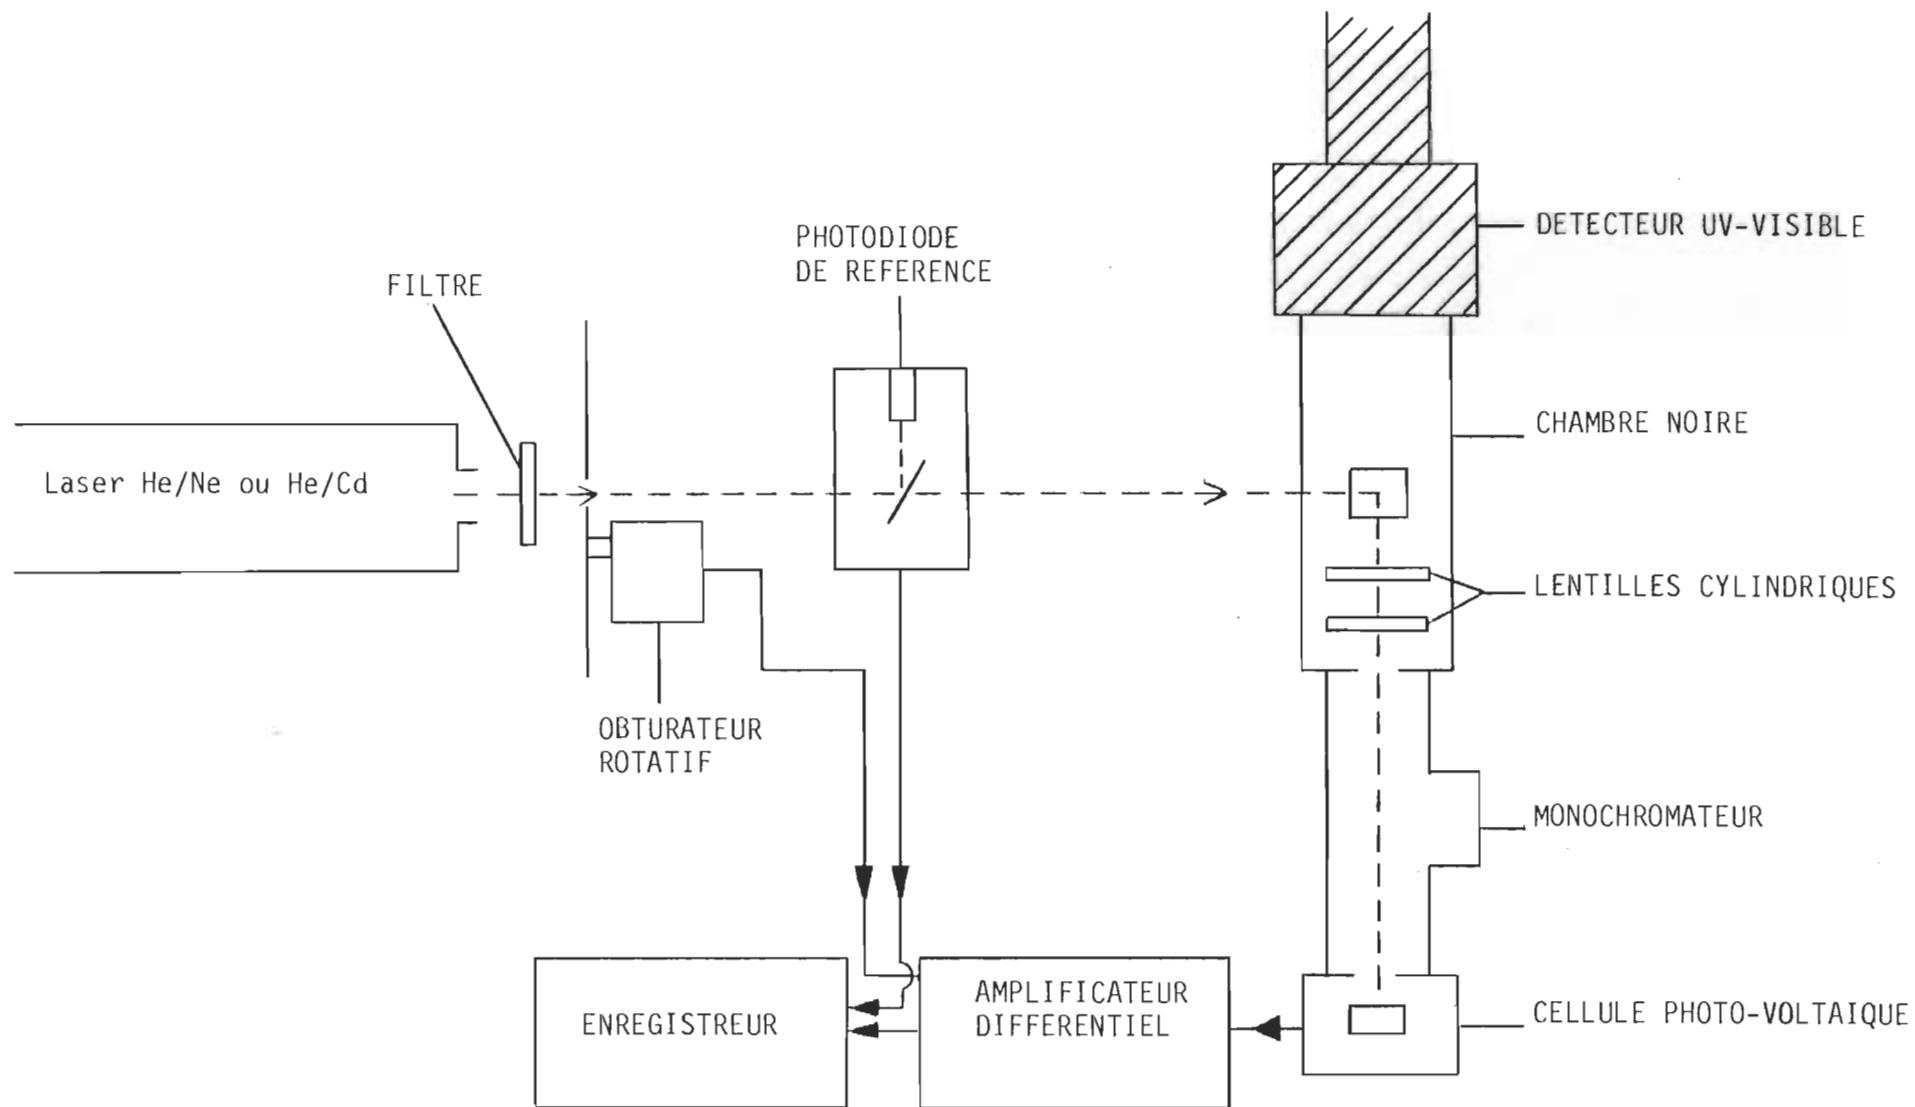 PHOTODIODE
DE REFERENCE
DETECTEUR UV-VISIBLE
FILTRE
CHAMBRE NOIRE
Laser He/Ne ou He/Cd
LENTILLES CYLINDRIQUES
OBTURATEUR
ROTATIF
MONOCHROMATEUR
ENREGISTREUR
AMPLIFICATEUR
DIFFERENTIEL
CELLULE PHOTO-VOLTAIQUE